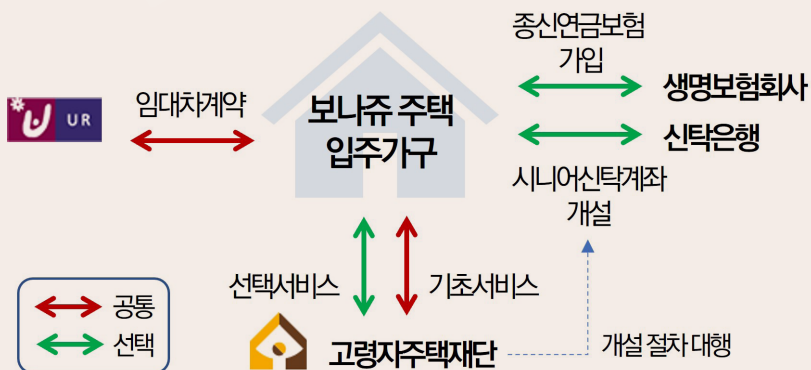 종신연금보험
가입
생명보험회사
UR
임대차계약
보나쥬 주택
입주가구
신탁은행
시니어신탁계좌
개설
선택서비스
기초서비스
공통
선택
고령자주택재단
개설 절차 대행